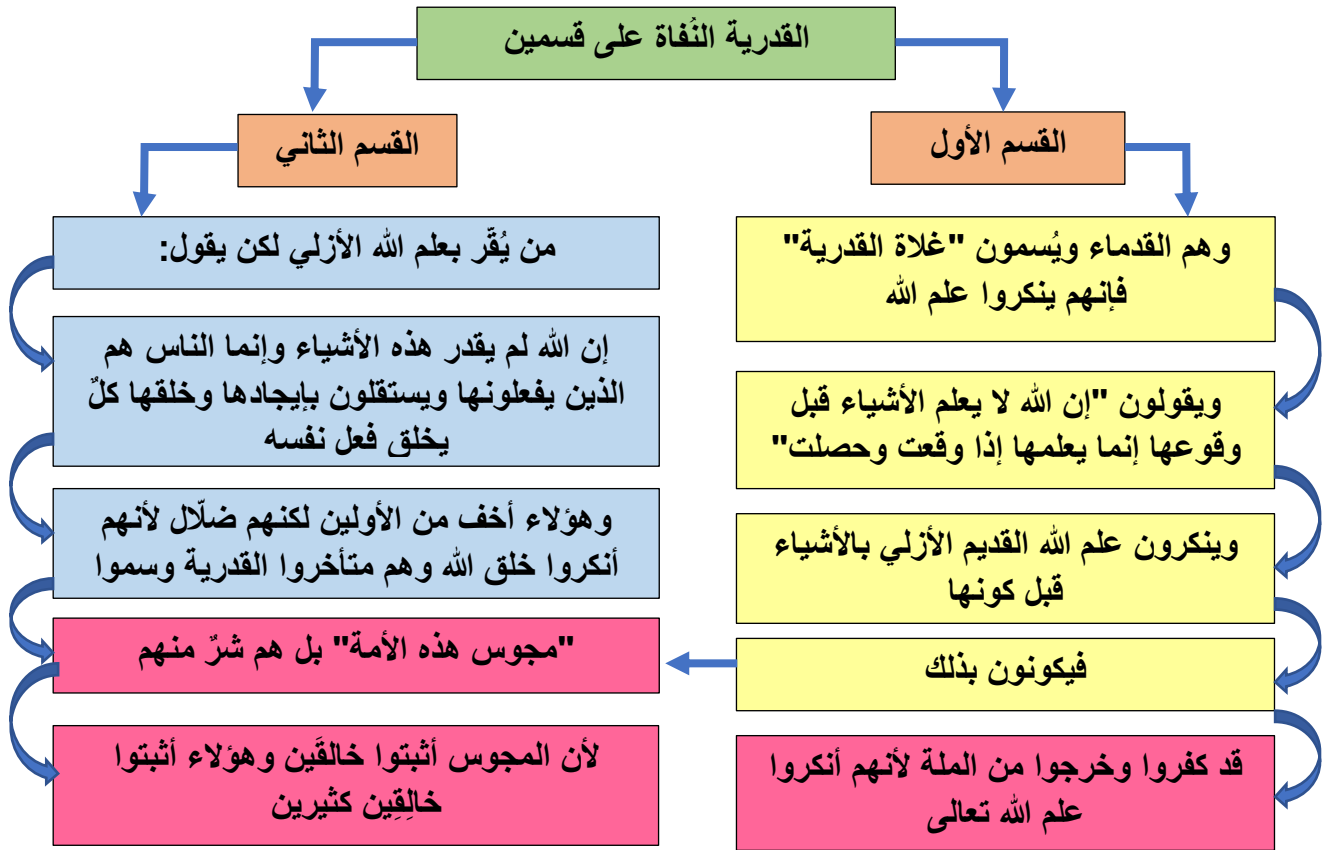 القدرية النُفاة على قسمين
القسم الأول
وهم القدماء ويُسمون "غلاة القدرية"
فإنهم ينكروا علم الله
ويقولون "إن الله لا يعلم الأشياء قبل
وقوعها إنما يعلمها إذا وقعت وحصلت"
وينكرون علم الله القديم الأزلي بالأشياء
قبل كونها
فيكونون بذلك
قد كفروا وخرجوا من الملة لأنهم أنكروا
علم الله تعالى
القسم الثاني
من يُقّر بعلم الله الأزلي لكن يقول:
إن الله لم يقدر هذه الأشياء وإنما الناس هم
الذين يفعلونها ويستقلون بإيجادها وخلقها كلٌ
يخلق فعل نفسه
وهؤلاء أخف من الأولين لكنهم ضلّال لأنهم
أنكروا خلق الله وهم متأخروا القدرية وسموا
"مجوس هذه الأمة" بل هم شرٌ منهم
لأن المجوس أثبتوا خالقَين وهؤلاء أثبتوا
خالِقِين كثيرين